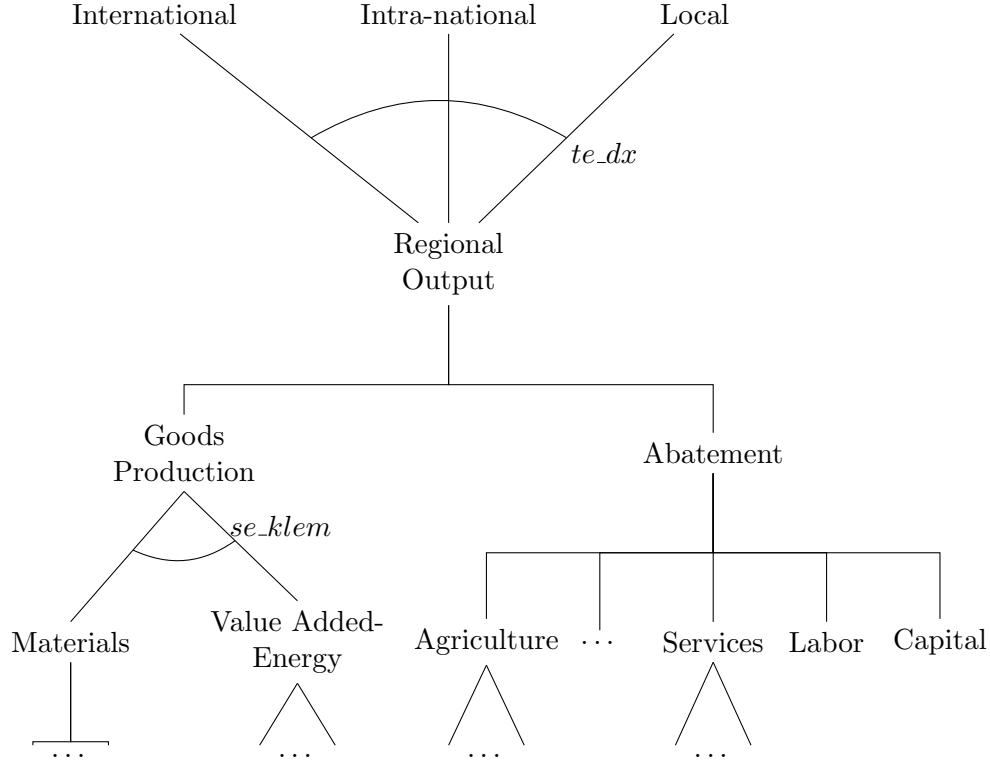 International Intra-national Local
te_dx
Regional
Output
Goods
Production
Abatement
se_klem
Materials
Value Added-
Energy
Agriculture ... Services Labor Capital
... ... ... ...